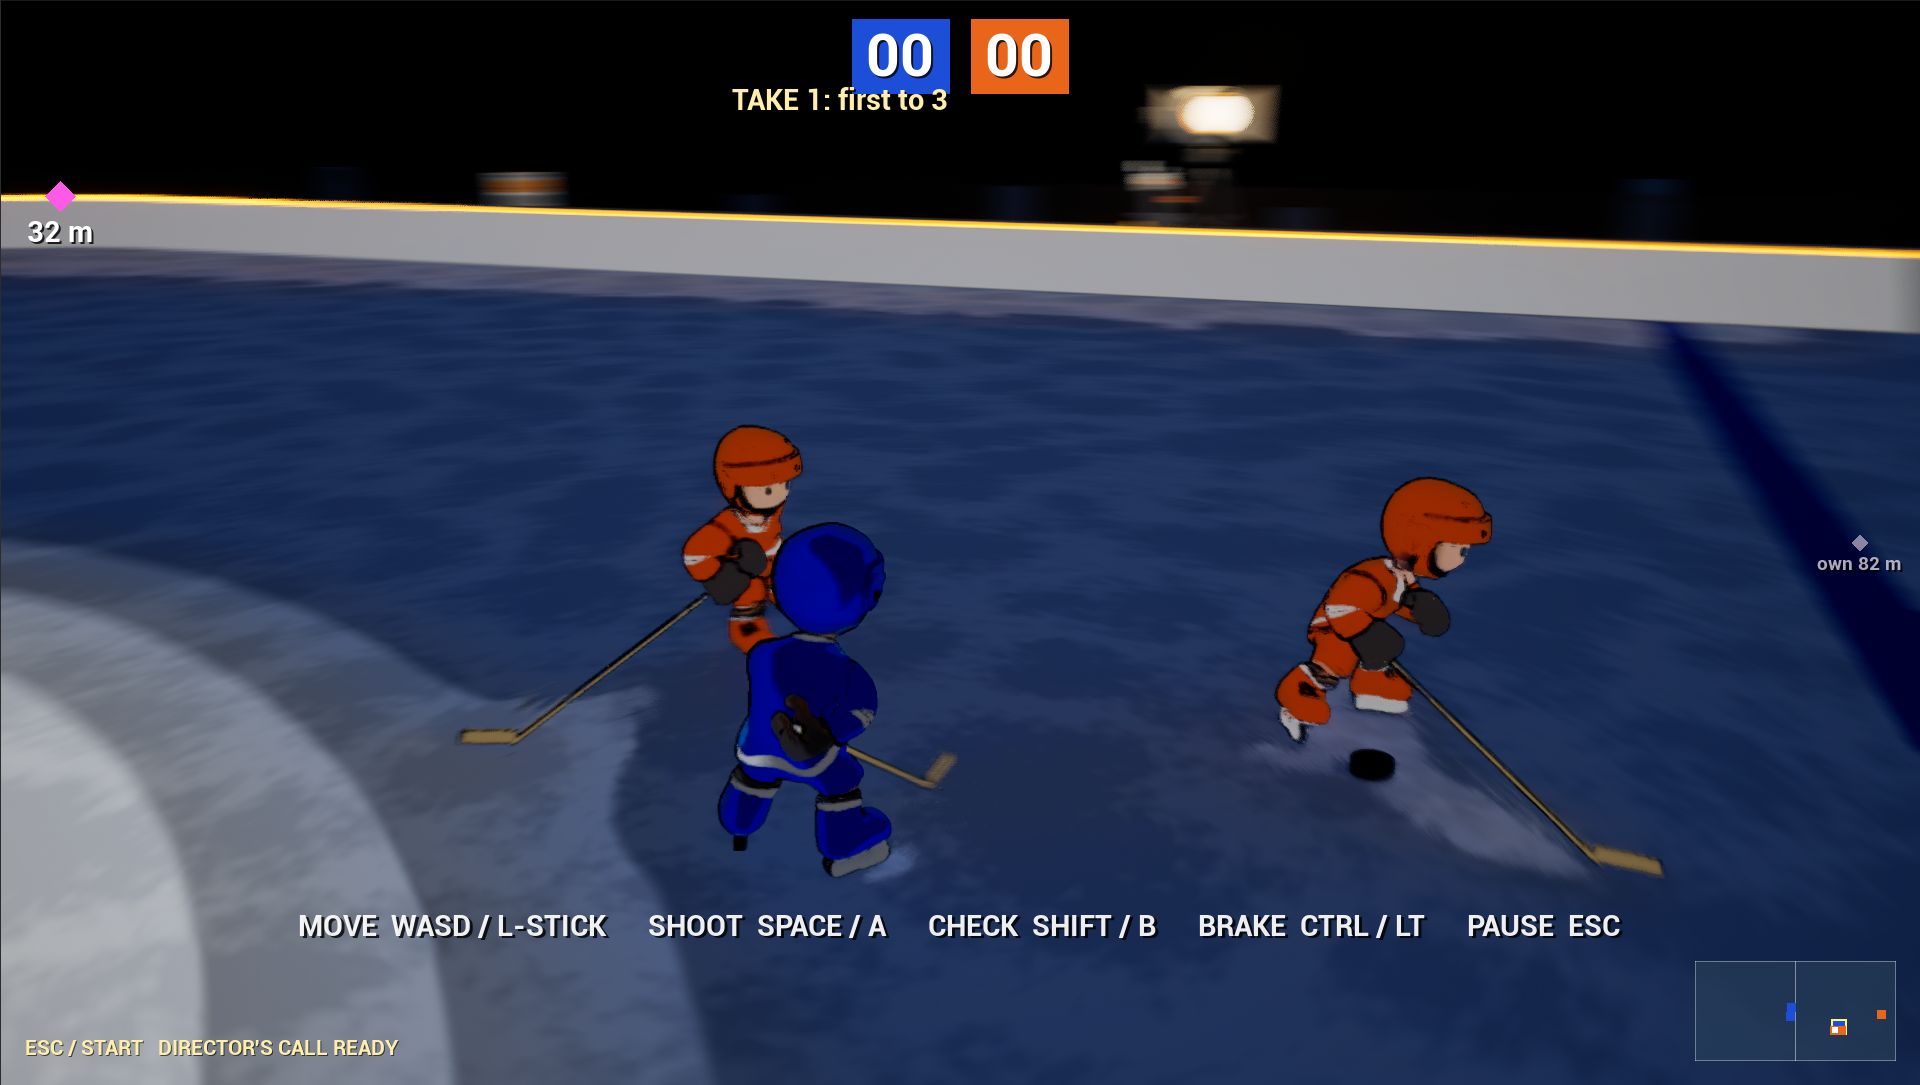 00 00
TAKE 1: first to 3
32 m
own 82 m
MOVE WASD / L-STICK SHOOT SPACE / A CHECK SHIFT / B BRAKE CTRL / LT PAUSE ESC
ESC / START DIRECTOR'S CALL READY